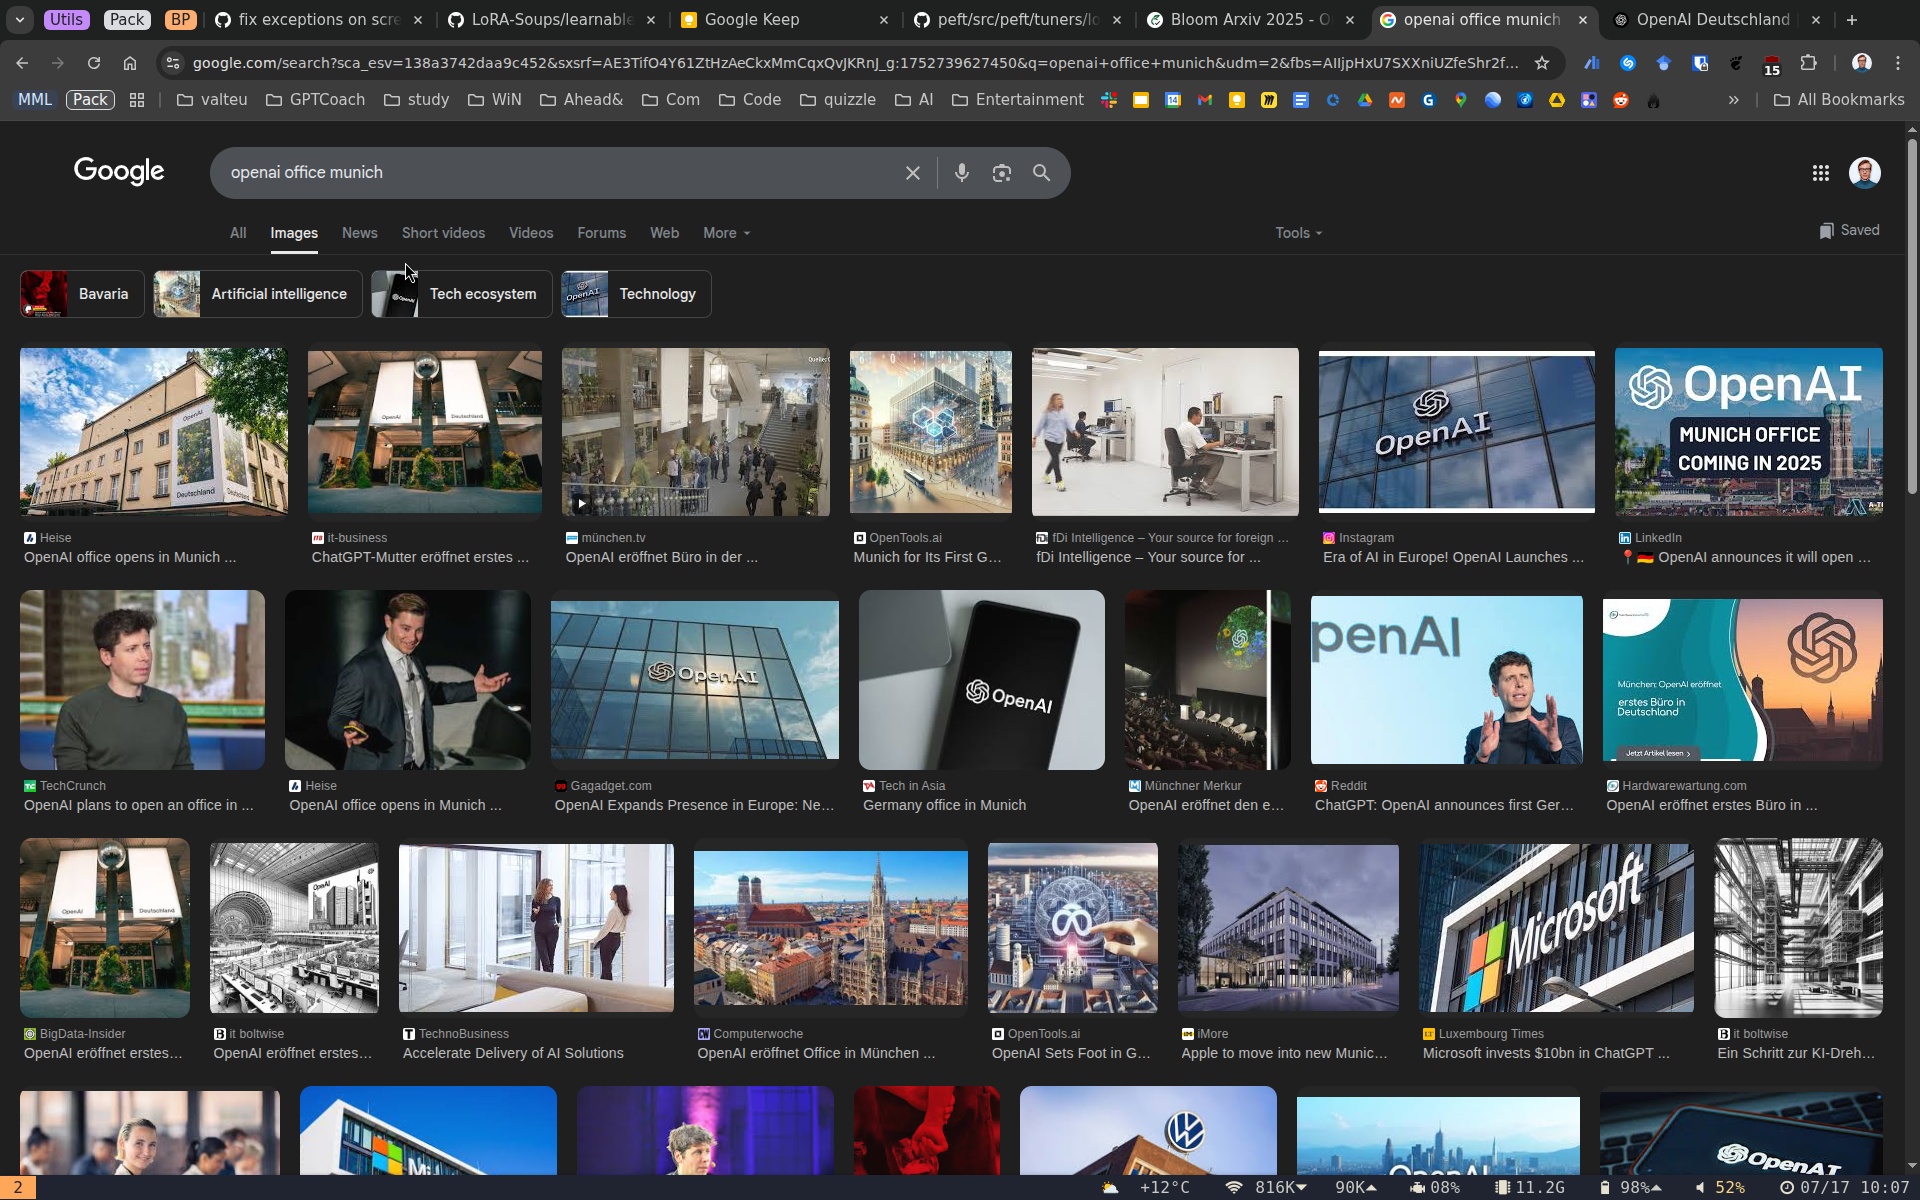 Utils
Pack
BP
fix exceptions on scre
LoRA-Soups/learnable
Google Keep
peft/src/peft/tuners/lo
Bloom Arxiv 2025 - O
openai office munich
OpenAI Deutschland
google.com/search?sca_esv=138a3742daa9c452&sxsrf=AE3TifO4Y61ZtHzAeCkxMmCqxQvJKRnJ_g:1752739627450&q=openai+office+munich&udm=2&fbs=AIIjpHxU7SXXniUZfeShr2f...
15
MML
Pack
valteu
GPTCoach
study
WiN
Ahead&
Com
Code
quizzle
AI
Entertainment
All Bookmarks
Google
openai office munich
All
Images
News
Short videos
Videos
Forums
Web
More
Tools
Saved
Bavaria
Artificial intelligence
Tech ecosystem
Technology
OpenAI
Deutschland
OpenAI
Deutschland
OpenAI
OpenAI
MUNICH OFFICE
COMING IN 2025
Heise
OpenAI office opens in Munich ...
it-business
ChatGPT-Mutter eröffnet erstes ...
münchen.tv
OpenAI eröffnet Büro in der ...
OpenTools.ai
Munich for Its First G...
fDi Intelligence – Your source for foreign ...
fDi Intelligence – Your source for ...
Instagram
Era of AI in Europe! OpenAI Launches ...
LinkedIn
📍🇩🇪 OpenAI announces it will open ...
OpenAI
OpenAI
penAI
München: OpenAI eröffnet
erstes Büro in
Deutschland
Jetzt Artikel lesen >
TechCrunch
OpenAI plans to open an office in ...
Heise
OpenAI office opens in Munich ...
Gagadget.com
OpenAI Expands Presence in Europe: Ne...
Tech in Asia
Germany office in Munich
Münchner Merkur
OpenAI eröffnet den e...
Reddit
ChatGPT: OpenAI announces first Ger...
Hardwarewartung.com
OpenAI eröffnet erstes Büro in ...
OpenAI
Deutschland
OpenAI
Microsoft
BigData-Insider
OpenAI eröffnet erstes...
it boltwise
OpenAI eröffnet erstes...
TechnoBusiness
Accelerate Delivery of AI Solutions
Computerwoche
OpenAI eröffnet Office in München ...
OpenTools.ai
OpenAI Sets Foot in G...
iMore
Apple to move into new Munic...
Luxembourg Times
Microsoft invests $10bn in ChatGPT ...
it boltwise
Ein Schritt zur KI-Dreh...
OpenAI
OpenAI
2
+12°C
816K
90K
08%
11.2G
98%
52%
07/17 10:07